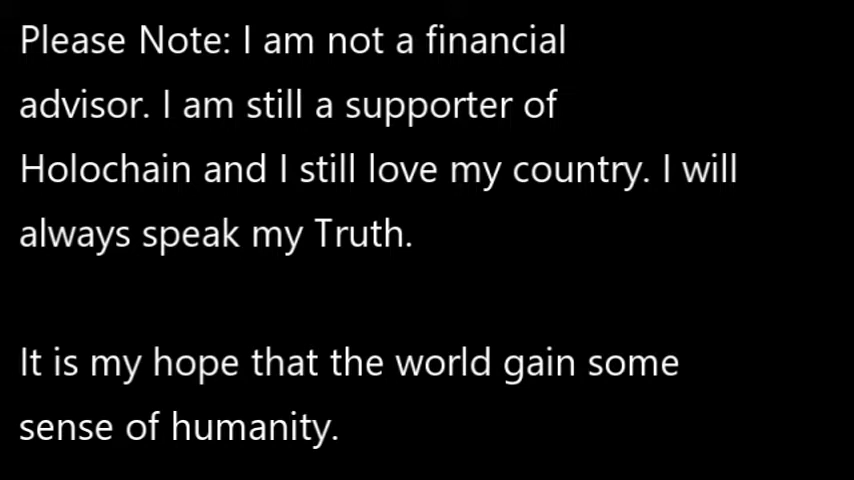 Please Note: I am not a financial
advisor. I am still a supporter of
Holochain and I still love my country. I will
always speak my Truth.
It is my hope that the world gain some
sense of humanity.